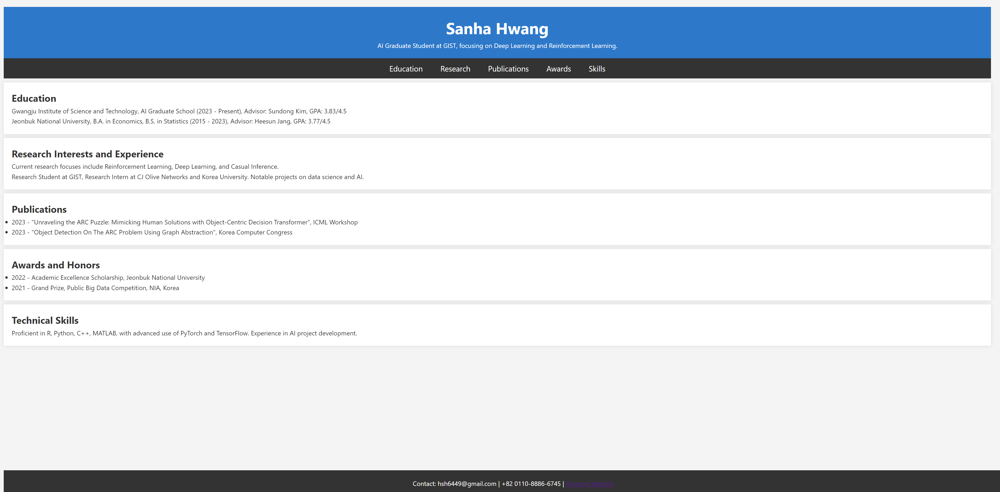 Sanha Hwang
AI Graduate Student at GIST, focusing on Deep Learning and Reinforcement Learning.
Education Research Publications Awards Skills
Education
Gwangju Institute of Science and Technology, AI Graduate School (2023 - Present), Advisor: Sundong Kim, GPA: 3.83/4.5
Jeonbuk National University, B.A. in Economics, B.S. in Statistics (2015 - 2023), Advisor: Heesun Jang, GPA: 3.77/4.5
Research Interests and Experience
Current research focuses include Reinforcement Learning, Deep Learning, and Casual Inference.
Research Student at GIST, Research Intern at CJ Olive Networks and Korea University. Notable projects on data science and AI.
Publications
• 2023 - "Unraveling the ARC Puzzle: Mimicking Human Solutions with Object-Centric Decision Transformer", ICML Workshop
• 2023 - "Object Detection On The ARC Problem Using Graph Abstraction", Korea Computer Congress
Awards and Honors
• 2022 - Academic Excellence Scholarship, Jeonbuk National University
• 2021 - Grand Prize, Public Big Data Competition, NIA, Korea
Technical Skills
Proficient in R, Python, C++, MATLAB, with advanced use of PyTorch and TensorFlow. Experience in AI project development.
Contact: hsh6449@gmail.com | +82 0110-8886-6745 | Personal Website